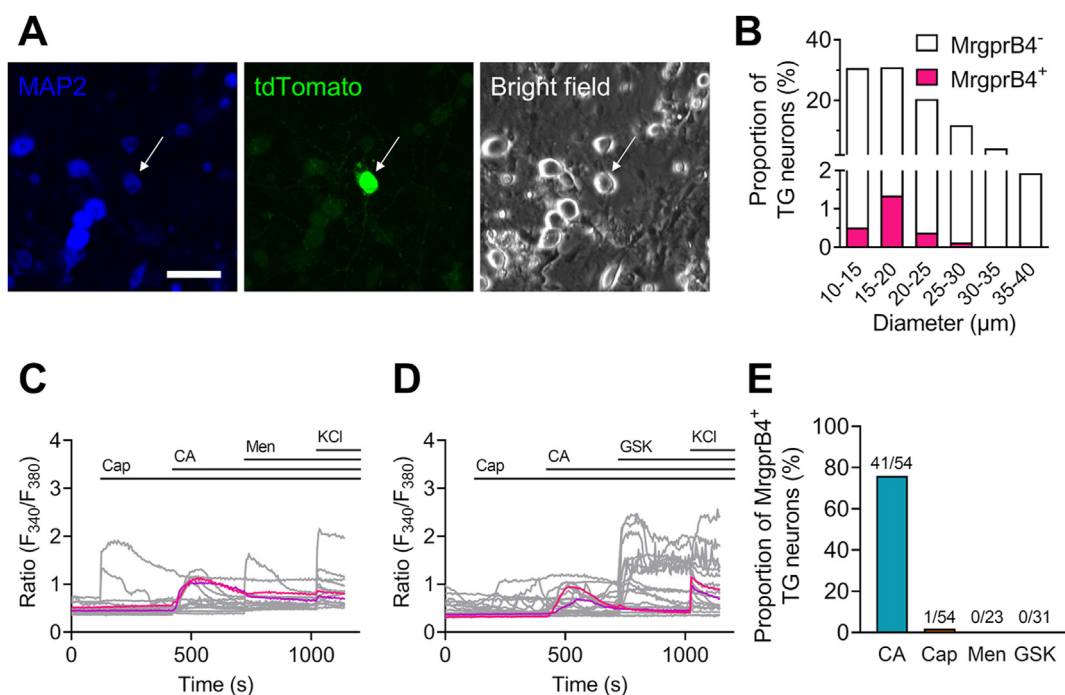 A
MAP2
tdTomato
Bright field
B
MrgprB4⁻
MrgprB4⁺
Proportion of
TG neurons (%)
40
20
2
1
0
10-15
15-20
20-25
25-30
30-35
35-40
Diameter (µm)
C
Ratio (F₃₄₀/F₃₈₀)
4
3
2
1
0
Cap
CA
Men
KCl
0
500
1000
Time (s)
D
Ratio (F₃₄₀/F₃₈₀)
4
3
2
1
0
Cap
CA
GSK
KCl
0
500
1000
Time (s)
E
Proportion of MrgprB4⁺
TG neurons (%)
100
80
60
40
20
0
41/54
1/54
0/23
0/31
CA
Cap
Men
GSK